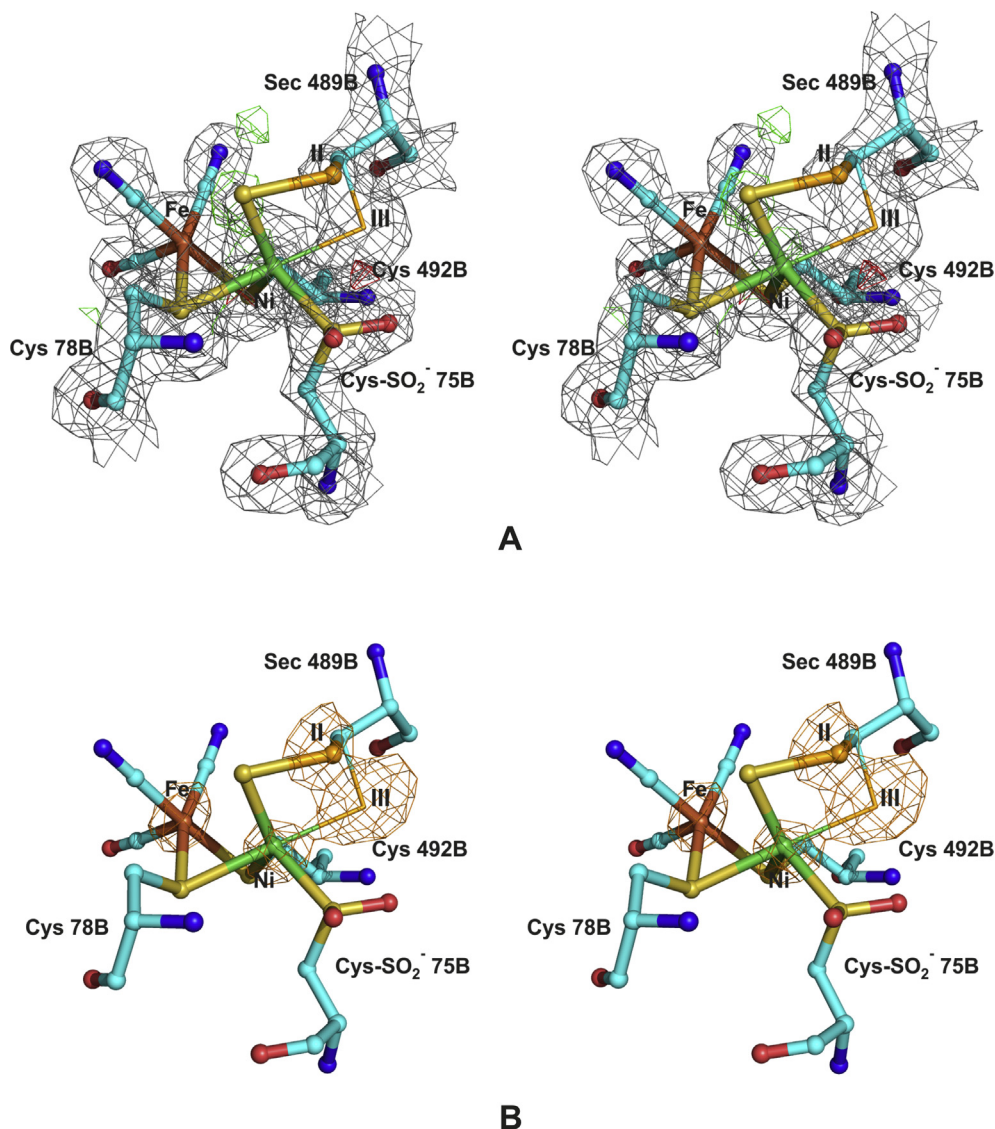 Sec 489B Sec 489B
II II
Fe Fe
III III
Cys 492B Cys 492B
Ni Ni
Cys 78B Cys 78B
Cys-SO₂⁻ 75B Cys-SO₂⁻ 75B
A
Sec 489B Sec 489B
II II
Fe Fe
III III
Cys 492B Cys 492B
Ni Ni
Cys 78B Cys 78B
Cys-SO₂⁻ 75B Cys-SO₂⁻ 75B
B